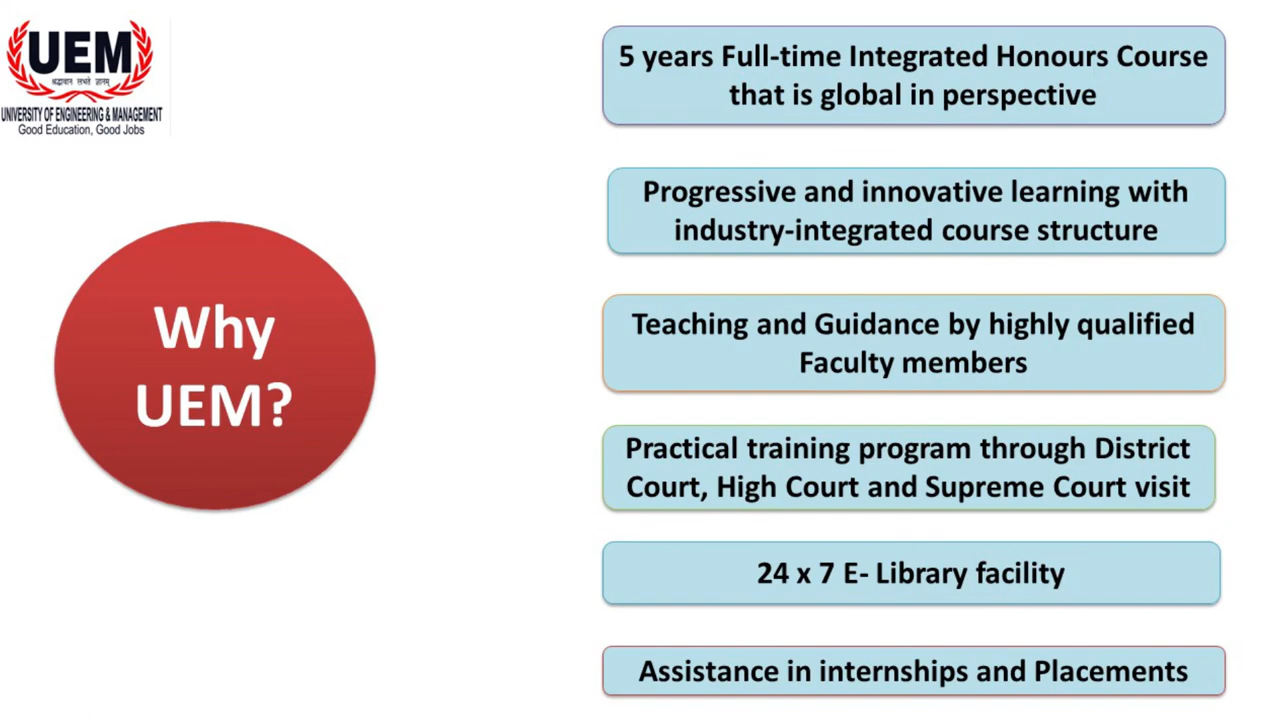 UEM
श्रद्धावान लभते ज्ञानम्
UNIVERSITY OF ENGINEERING & MANAGEMENT
Good Education, Good Jobs
Why
UEM?
5 years Full-time Integrated Honours Course
that is global in perspective
Progressive and innovative learning with
industry-integrated course structure
Teaching and Guidance by highly qualified
Faculty members
Practical training program through District
Court, High Court and Supreme Court visit
24 x 7 E- Library facility
Assistance in internships and Placements